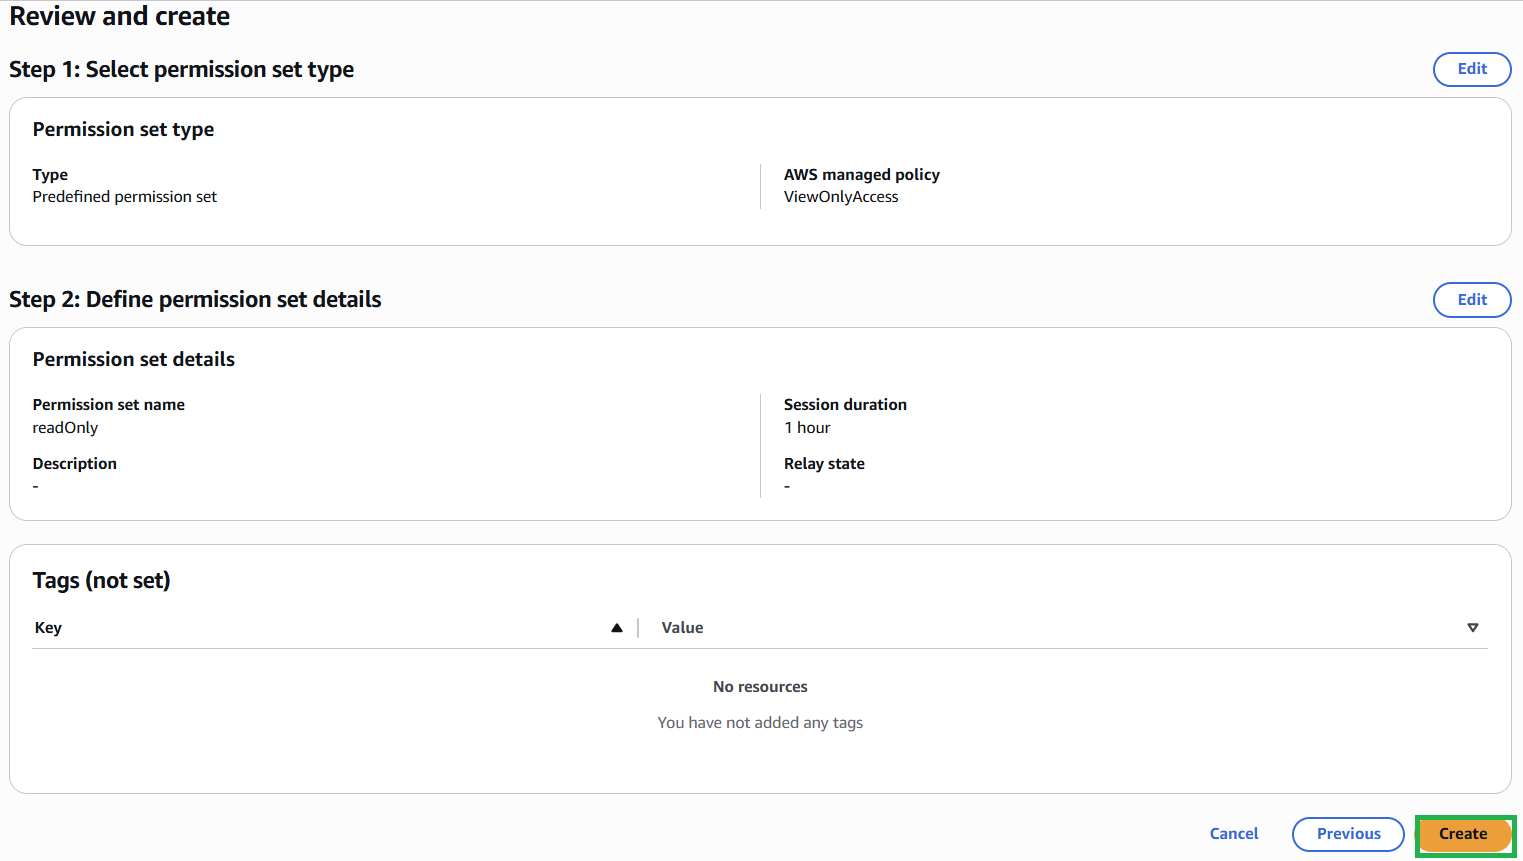 Review and create
Step 1: Select permission set type
Edit
Permission set type
Type
Predefined permission set
AWS managed policy
ViewOnlyAccess
Step 2: Define permission set details
Edit
Permission set details
Permission set name
readOnly
Session duration
1 hour
Description
-
Relay state
-
Tags (not set)
Key
Value
No resources
You have not added any tags
Cancel
Previous
Create